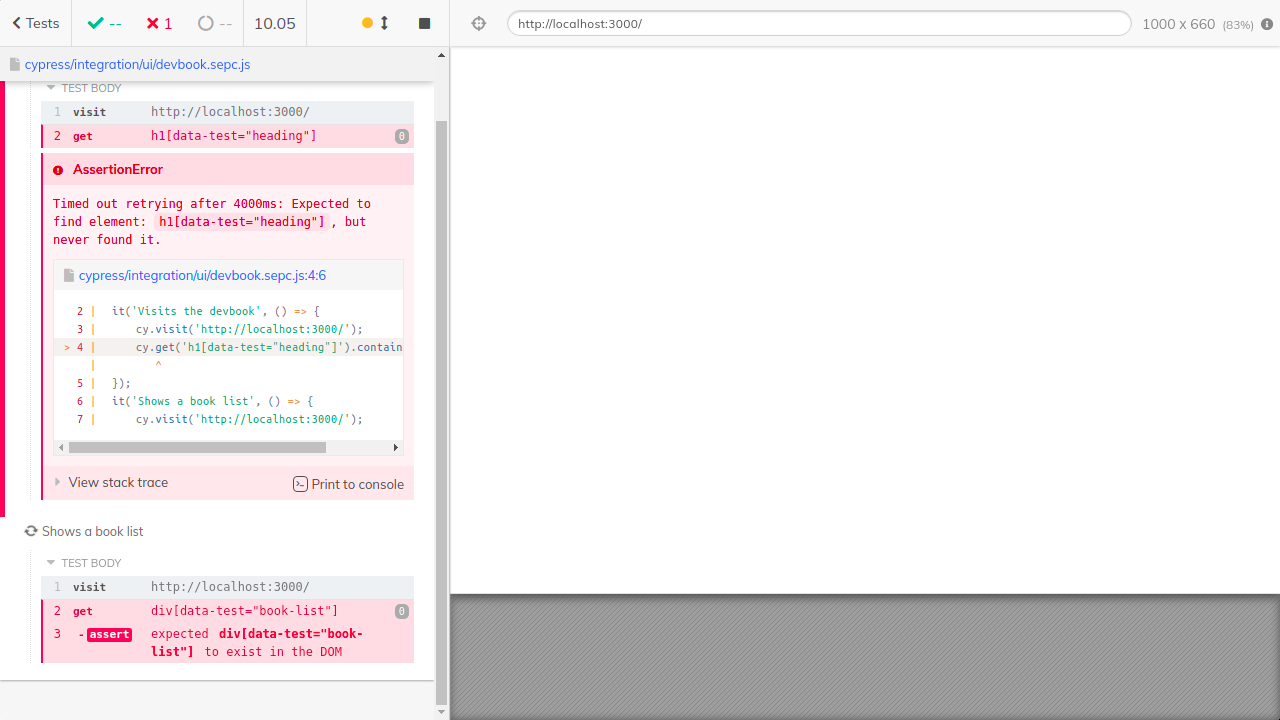 Tests
--
1
--
10.05
http://localhost:3000/
1000 x 660 (83%)
cypress/integration/ui/devbook.sepc.js
TEST BODY
1 visit http://localhost:3000/
2 get h1[data-test="heading"] 0
AssertionError
Timed out retrying after 4000ms: Expected to
find element: h1[data-test="heading"], but
never found it.
cypress/integration/ui/devbook.sepc.js:4:6
2 | it('Visits the devbook', () => {
3 | cy.visit('http://localhost:3000/');
> 4 | cy.get('h1[data-test="heading"]').contain
| ^
5 | });
6 | it('Shows a book list', () => {
7 | cy.visit('http://localhost:3000/');
View stack trace
Print to console
Shows a book list
TEST BODY
1 visit http://localhost:3000/
2 get div[data-test="book-list"] 0
3 -assert expected div[data-test="book-
list"] to exist in the DOM